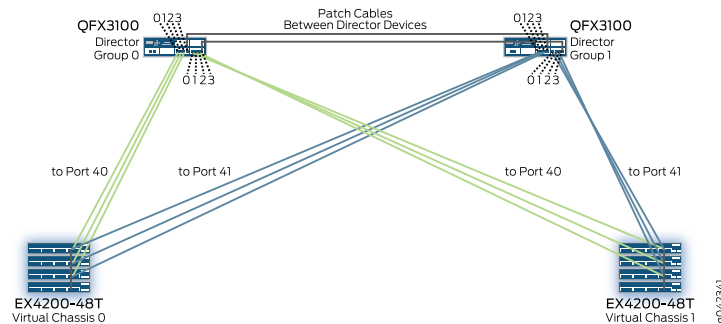 QFX3100
Director
Group 0
0123
0123
Patch Cables
Between Director Devices
QFX3100
Director
Group 1
0123
0123
to Port 40
to Port 41
to Port 40
to Port 41
EX4200-48T
Virtual Chassis 0
EX4200-48T
Virtual Chassis 1
g042341